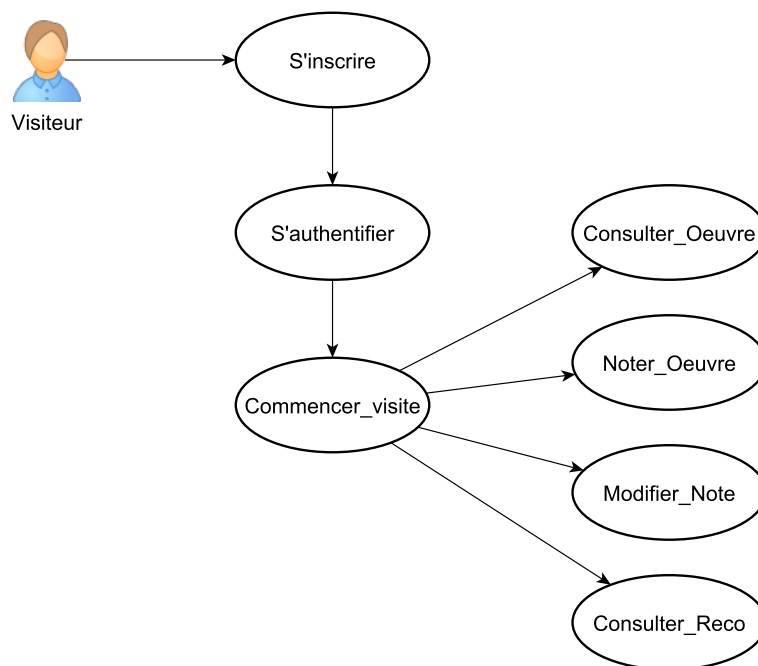 S'inscrire
Visiteur
S'authentifier
Consulter_Oeuvre
Noter_Oeuvre
Commencer_visite
Modifier_Note
Consulter_Reco